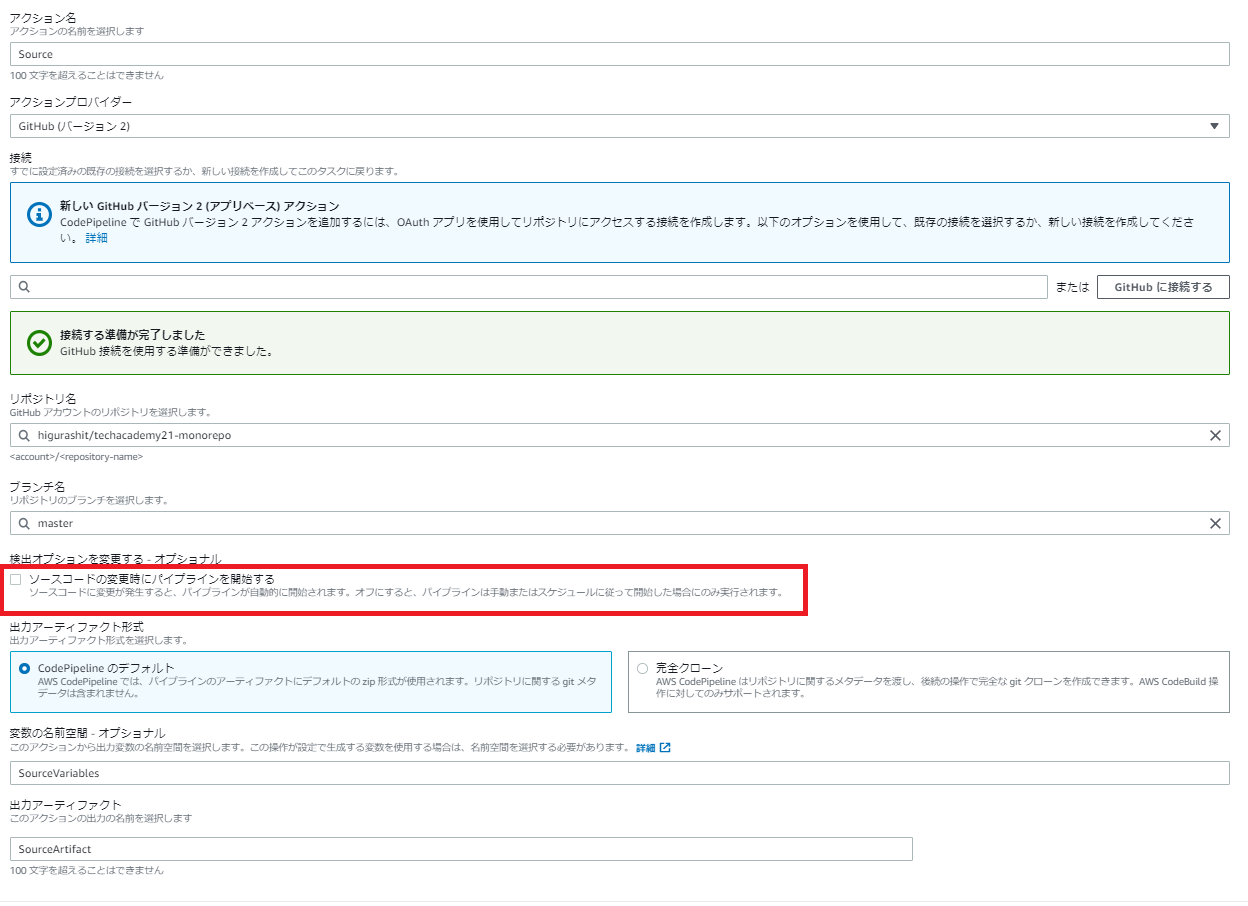 アクション名
アクションの名前を選択します
Source
100 文字を超えることはできません
アクションプロバイダー
GitHub (バージョン 2)
接続
すでに設定済みの既存の接続を選択するか、新しい接続を作成してこのタスクに戻ります。
新しい GitHub バージョン 2 (アプリベース) アクション
CodePipeline で GitHub バージョン 2 アクションを追加するには、OAuth アプリを使用してリポジトリにアクセスする接続を作成します。以下のオプションを使用して、既存の接続を選択するか、新しい接続を作成してくださ
い。 詳細
または
GitHub に接続する
接続する準備が完了しました
GitHub 接続を使用する準備ができました。
リポジトリ名
GitHub アカウントのリポジトリを選択します。
higurashit/techacademy21-monorepo
<account>/<repository-name>
ブランチ名
リポジトリのブランチを選択します。
master
検出オプションを変更する - オプショナル
ソースコードの変更時にパイプラインを開始する
ソースコードに変更が発生すると、パイプラインが自動的に開始されます。オフにすると、パイプラインは手動またはスケジュールに従って開始した場合にのみ実行されます。
出力アーティファクト形式
出力アーティファクト形式を選択します。
CodePipeline のデフォルト
AWS CodePipeline では、パイプラインのアーティファクトにデフォルトの zip 形式が使用されます。リポジトリに関する git メタ
データは含まれません。
完全クローン
AWS CodePipeline はリポジトリに関するメタデータを渡し、後続の操作で完全な git クローンを作成できます。AWS CodeBuild 操
作に対してのみサポートされます。
変数の名前空間 - オプショナル
このアクションから出力変数の名前空間を選択します。この操作が設定で生成する変数を使用する場合は、名前空間を選択する必要があります。 詳細
SourceVariables
出力アーティファクト
このアクションの出力の名前を選択します
SourceArtifact
100 文字を超えることはできません